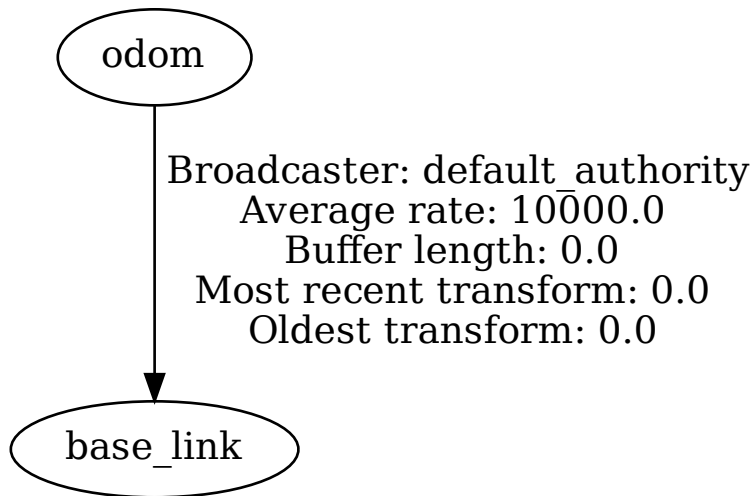 odom
Broadcaster: default_authority
Average rate: 10000.0
Buffer length: 0.0
Most recent transform: 0.0
Oldest transform: 0.0
base_link